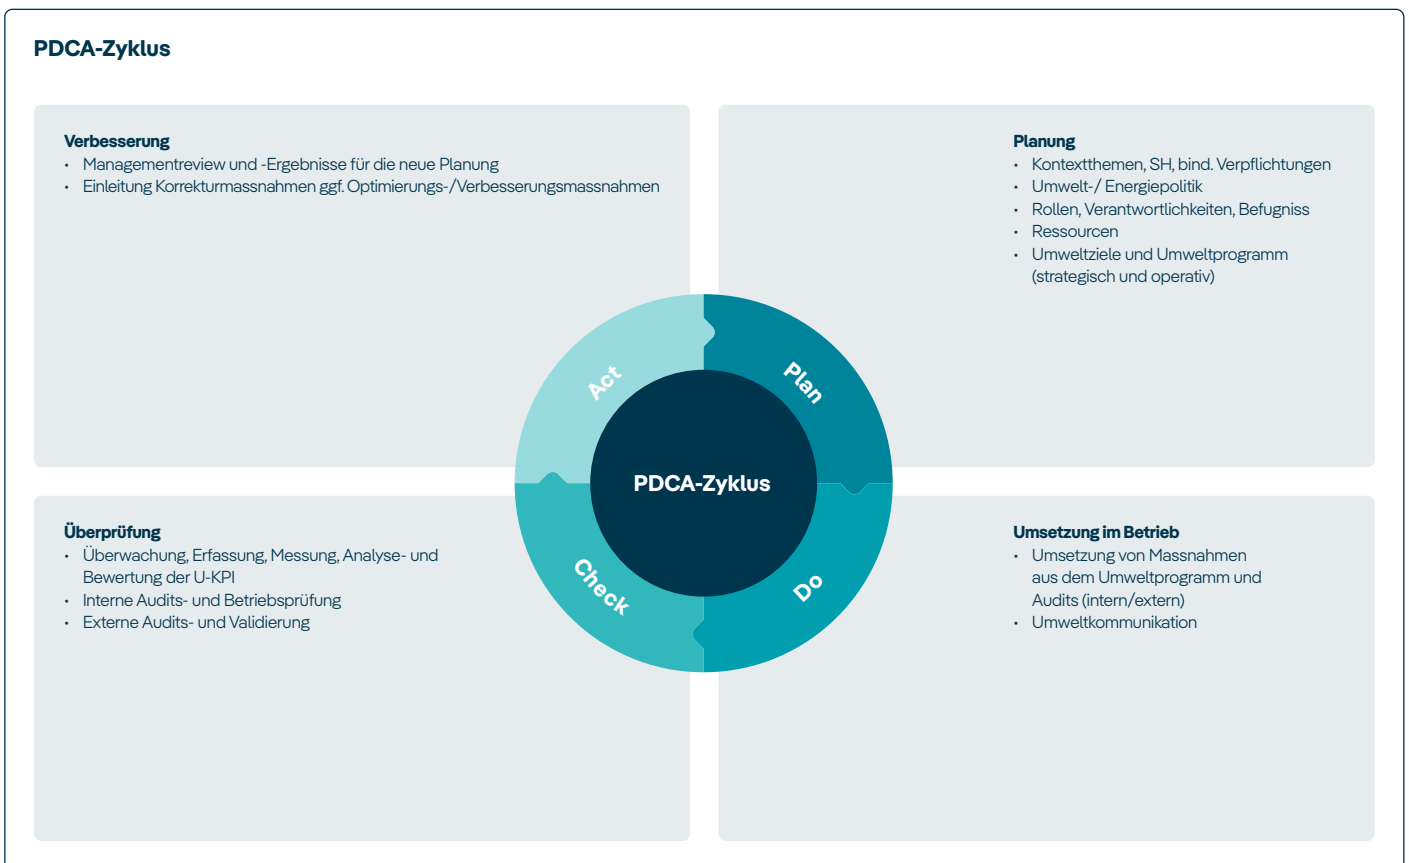 PDCA-Zyklus
Verbesserung
• Managementreview und -Ergebnisse für die neue Planung
• Einleitung Korrekturmassnahmen ggf. Optimierungs-/Verbesserungsmassnahmen
Planung
• Kontextthemen, SH, bind. Verpflichtungen
• Umwelt-/ Energiepolitik
• Rollen, Verantwortlichkeiten, Befugniss
• Ressourcen
• Umweltziele und Umweltprogramm
(strategisch und operativ)
Act
Plan
PDCA-Zyklus
Check
Do
Überprüfung
• Überwachung, Erfassung, Messung, Analyse- und
Bewertung der U-KPI
• Interne Audits- und Betriebsprüfung
• Externe Audits- und Validierung
Umsetzung im Betrieb
• Umsetzung von Massnahmen
aus dem Umweltprogramm und
Audits (intern/extern)
• Umweltkommunikation